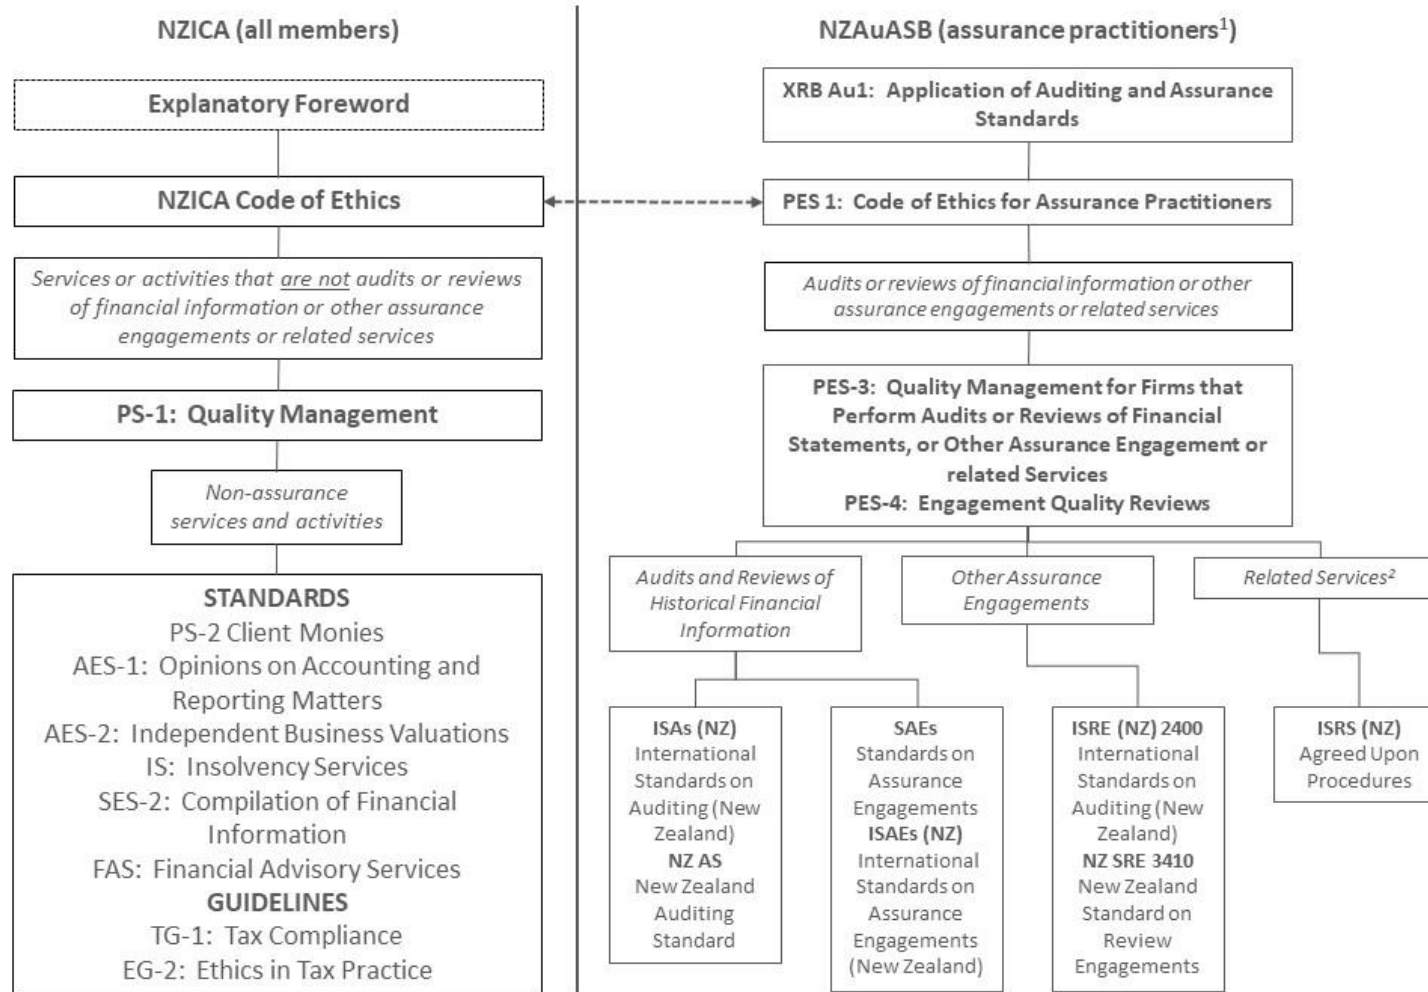 NZICA (all members)
Explanatory Foreword
NZICA Code of Ethics
Services or activities that are not audits or reviews
of financial information or other assurance
engagements or related services
PS-1: Quality Management
Non-assurance
services and activities
STANDARDS
PS-2 Client Monies
AES-1: Opinions on Accounting and
Reporting Matters
AES-2: Independent Business Valuations
IS: Insolvency Services
SES-2: Compilation of Financial
Information
FAS: Financial Advisory Services
GUIDELINES
TG-1: Tax Compliance
EG-2: Ethics in Tax Practice
NZAuASB (assurance practitioners¹)
XRB Au1: Application of Auditing and Assurance
Standards
PES 1: Code of Ethics for Assurance Practitioners
Audits or reviews of financial information or other
assurance engagements or related services
PES-3: Quality Management for Firms that
Perform Audits or Reviews of Financial
Statements, or Other Assurance Engagement or
related Services
PES-4: Engagement Quality Reviews
Audits and Reviews of
Historical Financial
Information
Other Assurance
Engagements
Related Services²
ISAs (NZ)
International
Standards on
Auditing (New
Zealand)
NZ AS
New Zealand
Auditing
Standard
SAEs
Standards on
Assurance
Engagements
ISAEs (NZ)
International
Standards on
Assurance
Engagements
(New Zealand)
ISRE (NZ) 2400
International
Standards on
Auditing (New
Zealand)
NZ SRE 3410
New Zealand
Standard on
Review
Engagements
ISRS (NZ)
Agreed Upon
Procedures